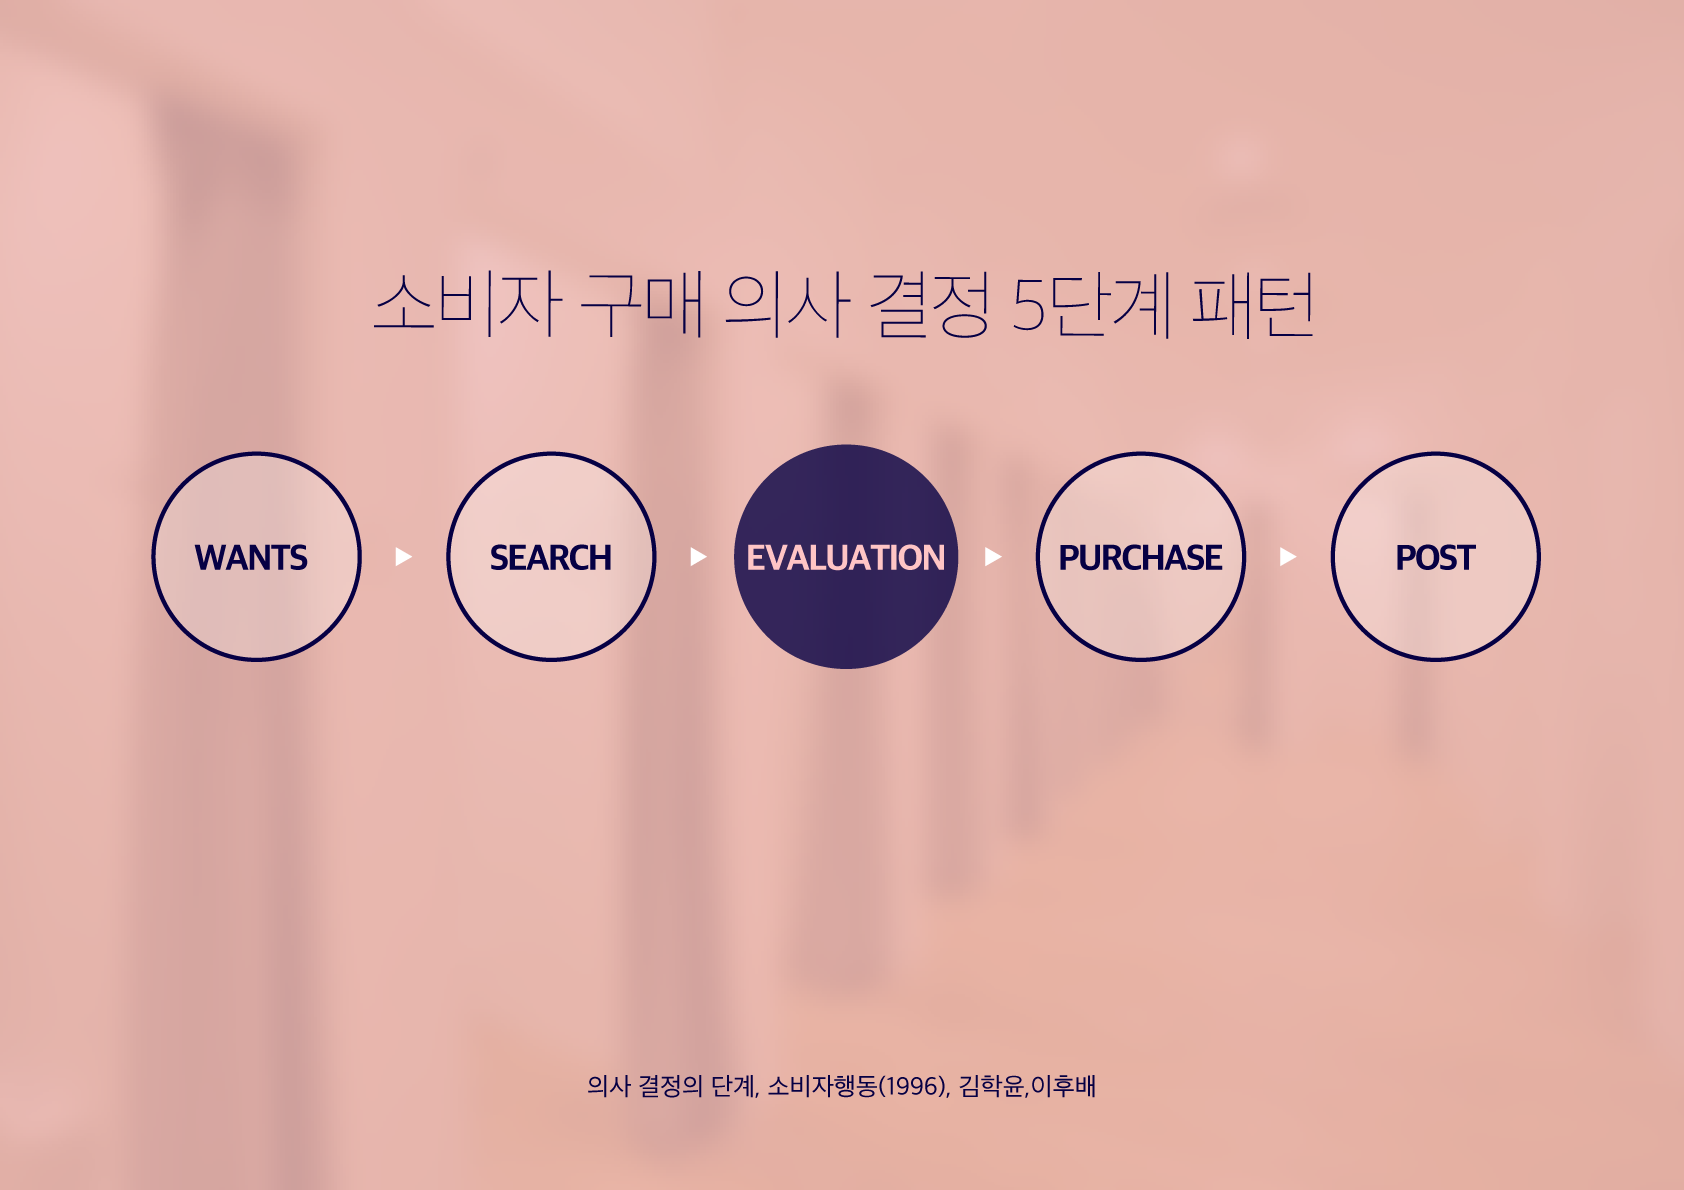 소비자 구매 의사 결정 5단계 패턴
WANTS
SEARCH
EVALUATION
PURCHASE
POST
의사 결정의 단계, 소비자행동(1996), 김학윤,이후배